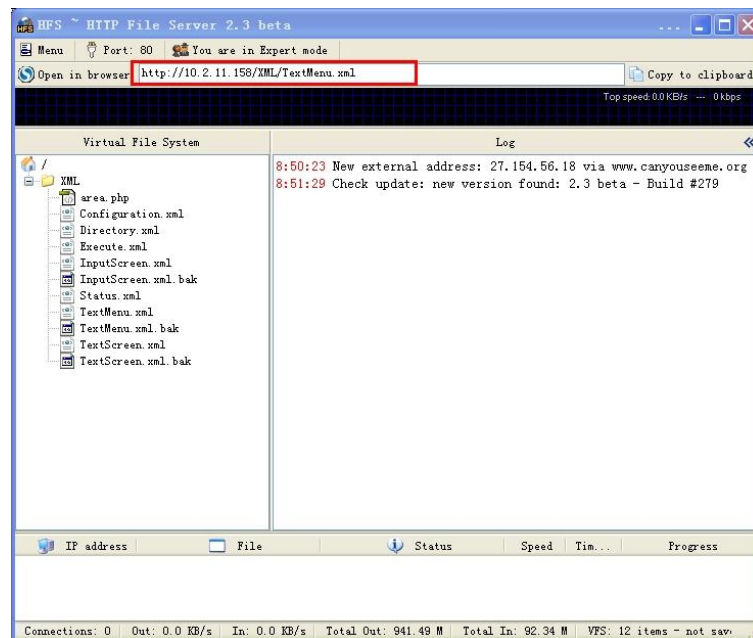 HFS ~ HTTP File Server 2.3 beta ...
Menu Port: 80 You are in Expert mode
Open in browser http://10.2.11.158/XML/TextMenu.xml Copy to clipboard
Top speed: 0.0 KB/s --- 0 kbps
Virtual File System Log
/
XML
area.php
Configuration.xml
Directory.xml
Execute.xml
InputScreen.xml
InputScreen.xml.bak
Status.xml
TextMenu.xml
TextMenu.xml.bak
TextScreen.xml
TextScreen.xml.bak
8:50:23 New external address: 27.154.56.18 via www.canyouseeme.org
8:51:29 Check update: new version found: 2.3 beta - Build #279
IP address File Status Speed Tim... Progress
Connections: 0 Out: 0.0 KB/s In: 0.0 KB/s Total Out: 941.49 M Total In: 92.34 M VFS: 12 items - not sav